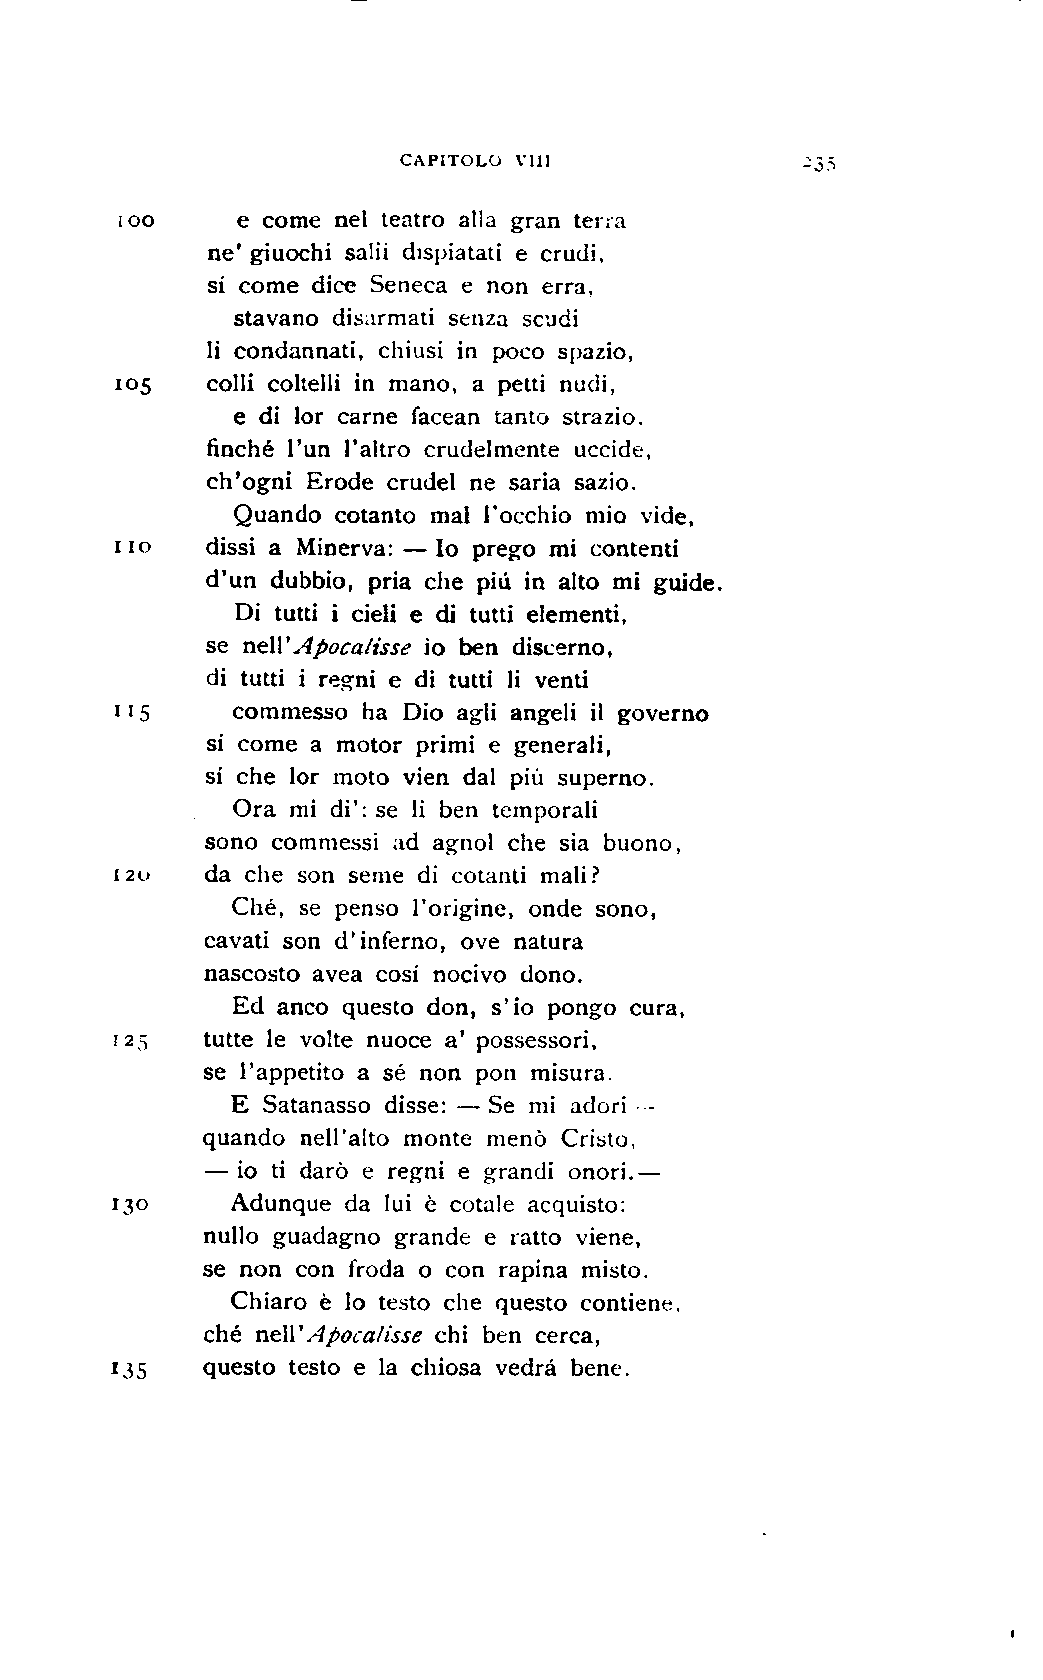 CAPITOLO VIII 235
100 e come nel teatro alla gran terra
ne' giuochi salii dispiatati e crudi,
sí come dice Seneca e non erra,
stavano disarmati senza scudi
li condannati, chiusi in poco spazio,
105 colli coltelli in mano, a petti nudi,
e di lor carne facean tanto strazio.
finché l'un l'altro crudelmente uccide,
ch'ogni Erode crudel ne saria sazio.
Quando cotanto mal l'occhio mio vide,
110 dissi a Minerva: — Io prego mi contenti
d'un dubbio, pria che piú in alto mi guide.
Di tutti i cieli e di tutti elementi,
se nell'Apocalisse io ben discerno,
di tutti i regni e di tutti li venti
115 commesso ha Dio agli angeli il governo
sí come a motor primi e generali,
sí che lor moto vien dal piú superno.
Ora mi di': se li ben temporali
sono commessi ad agnol che sia buono,
120 da che son seme di cotanti mali?
Ché, se penso l'origine, onde sono,
cavati son d'inferno, ove natura
nascosto avea cosí nocivo dono.
Ed anco questo don, s'io pongo cura,
125 tutte le volte nuoce a' possessori,
se l'appetito a sé non pon misura.
E Satanasso disse: — Se mi adori —
quando nell'alto monte menò Cristo,
— io ti darò e regni e grandi onori.—
130 Adunque da lui è cotale acquisto:
nullo guadagno grande e ratto viene,
se non con froda o con rapina misto.
Chiaro è lo testo che questo contiene,
ché nell'Apocalisse chi ben cerca,
135 questo testo e la chiosa vedrá bene.